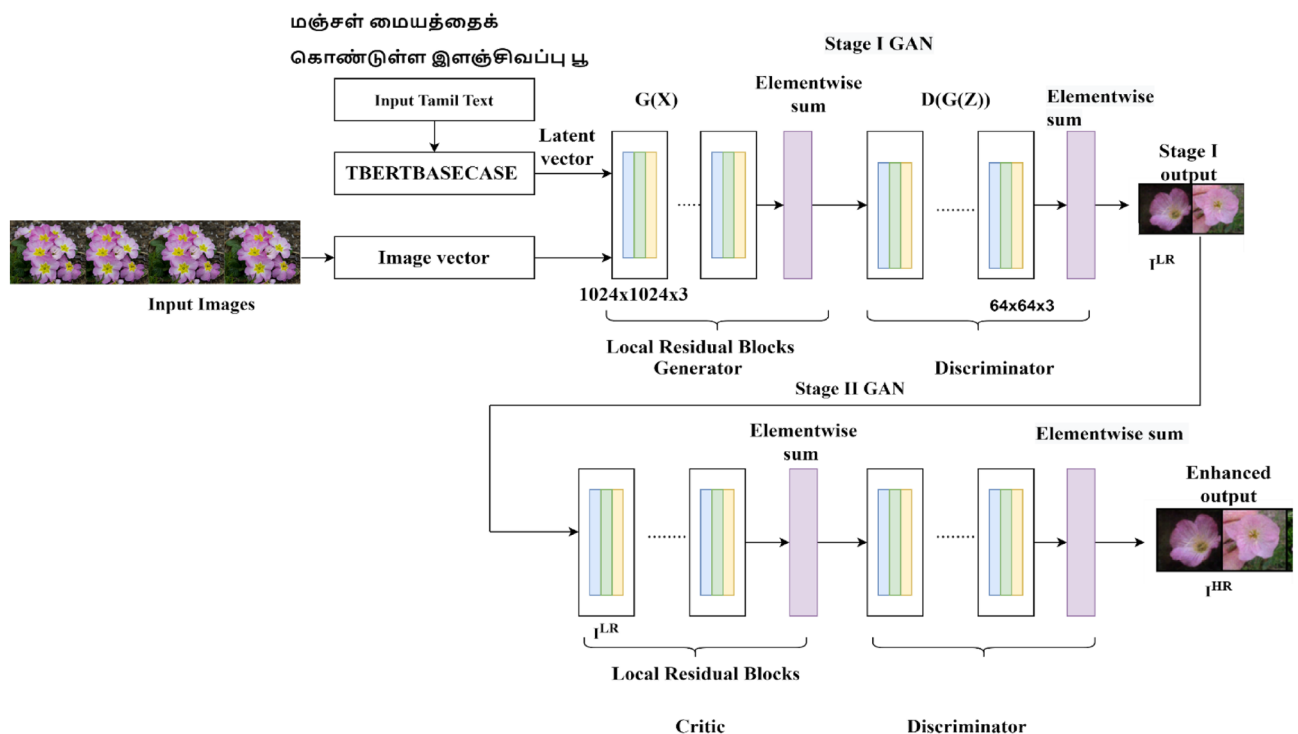 மஞ்சள் மையத்தைக்
கொண்டுள்ள இளஞ்சிவப்பு பூ
Stage I GAN
Input Tamil Text
TBERTBASECASE
Latent
vector
G(X)
Elementwise
sum
D(G(Z))
Elementwise
sum
Stage I
output
I^LR
Image vector
Input Images
1024x1024x3
64x64x3
Local Residual Blocks
Generator
Discriminator
Stage II GAN
Elementwise
sum
Elementwise sum
Enhanced
output
I^HR
I^LR
Local Residual Blocks
Critic
Discriminator